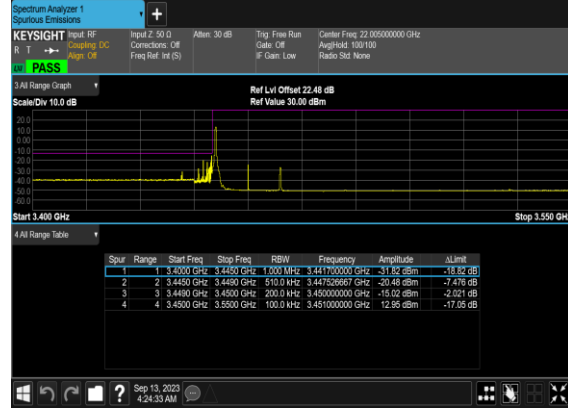 Spectrum Analyzer 1
Spurious Emissions
+
KEYSIGHT Input: RF Input Z: 50 Ω Atten: 30 dB Trig: Free Run Center Freq: 22.005000000 GHz
R T Coupling: DC Corrections: Off Gate: Off Avg|Hold: 100/100
Align: Off Freq Ref: Int (S) IF Gain: Low Radio Std: None
PASS
3 All Range Graph
Ref Lvl Offset 22.48 dB
Scale/Div 10.0 dB Ref Value 30.00 dBm
20.0
10.0
0.00
-10.0
-20.0
-30.0
-40.0
-50.0
-60.0
Start 3.400 GHz Stop 3.550 GHz
4 All Range Table
Spur Range Start Freq Stop Freq RBW Frequency Amplitude ΔLimit
1 1 3.4000 GHz 3.4450 GHz 1.000 MHz 3.441700000 GHz -31.82 dBm -18.82 dB
2 2 3.4450 GHz 3.4490 GHz 510.0 kHz 3.447526667 GHz -20.48 dBm -7.476 dB
3 3 3.4490 GHz 3.4500 GHz 200.0 kHz 3.450000000 GHz -15.02 dBm -2.021 dB
4 4 3.4500 GHz 3.5500 GHz 100.0 kHz 3.451000000 GHz 12.95 dBm -17.05 dB
? Sep 13, 2023
4:24:33 AM